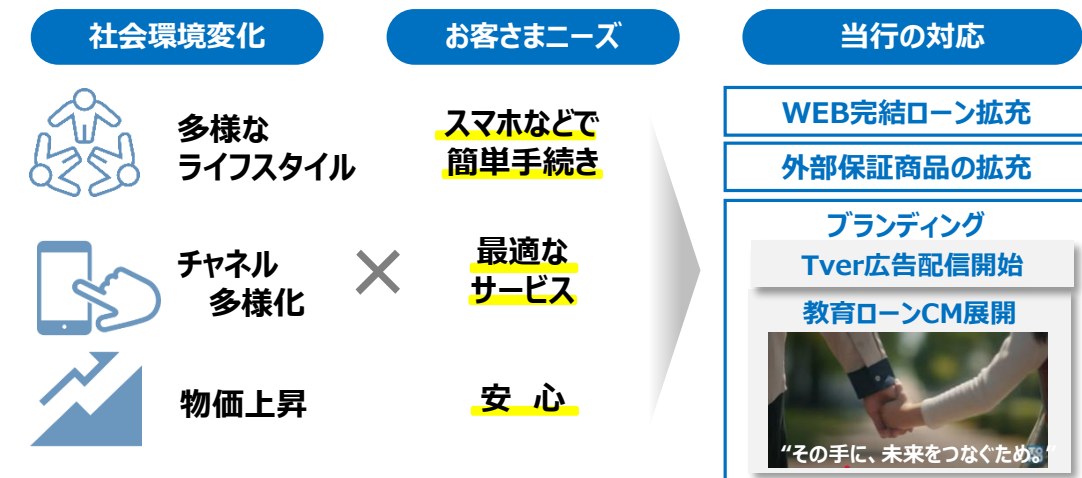 社会環境変化
お客さまニーズ
当行の対応
多様な
ライフスタイル
チャネル
多様化
物価上昇
×
スマホなどで
簡単手続き
最適な
サービス
安 心
WEB完結ローン拡充
外部保証商品の拡充
ブランディング
Tver広告配信開始
教育ローンCM展開
“その手に、未来をつなぐため。”